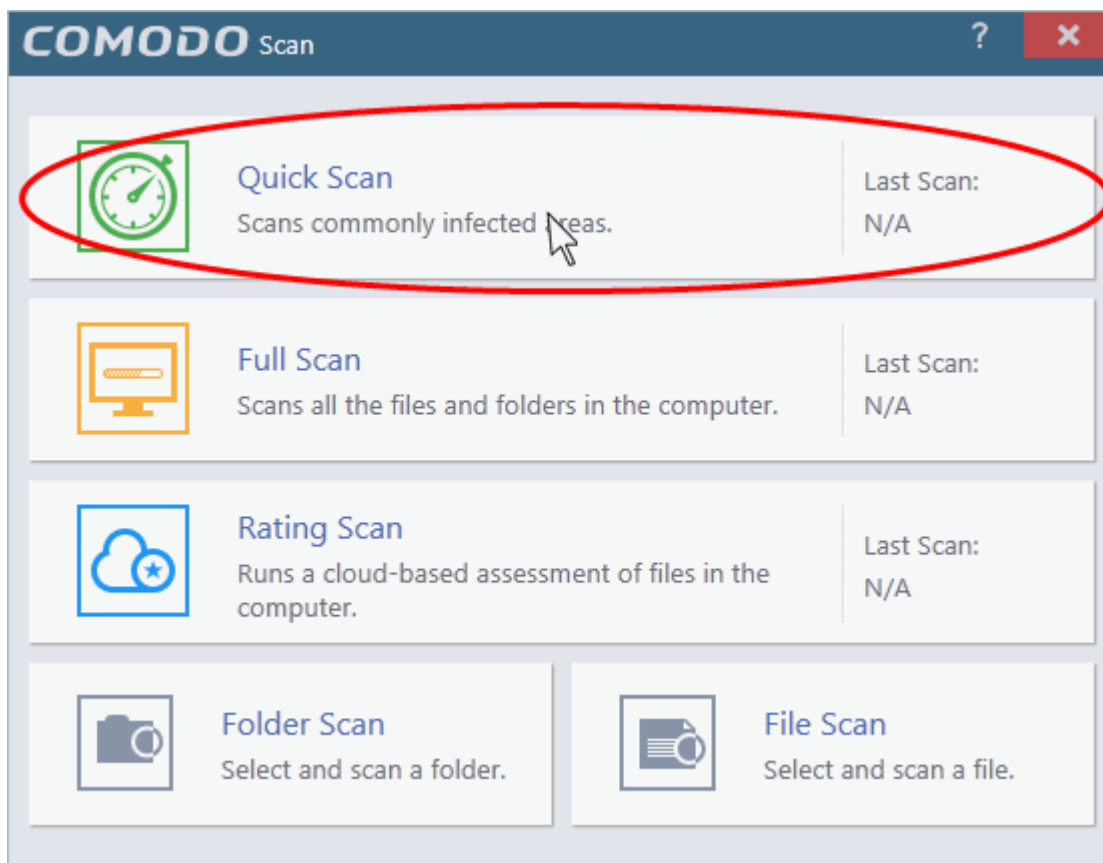 COMODO Scan ?
Quick Scan
Scans commonly infected areas.
Last Scan:
N/A
Full Scan
Scans all the files and folders in the computer.
Last Scan:
N/A
Rating Scan
Runs a cloud-based assessment of files in the
computer.
Last Scan:
N/A
Folder Scan
Select and scan a folder.
File Scan
Select and scan a file.